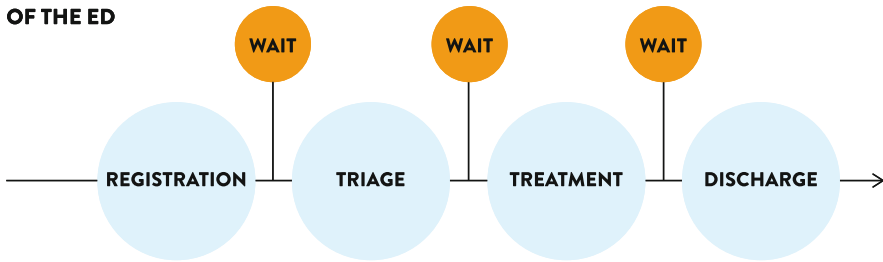 OF THE ED
WAIT
WAIT
WAIT
REGISTRATION
TRIAGE
TREATMENT
DISCHARGE